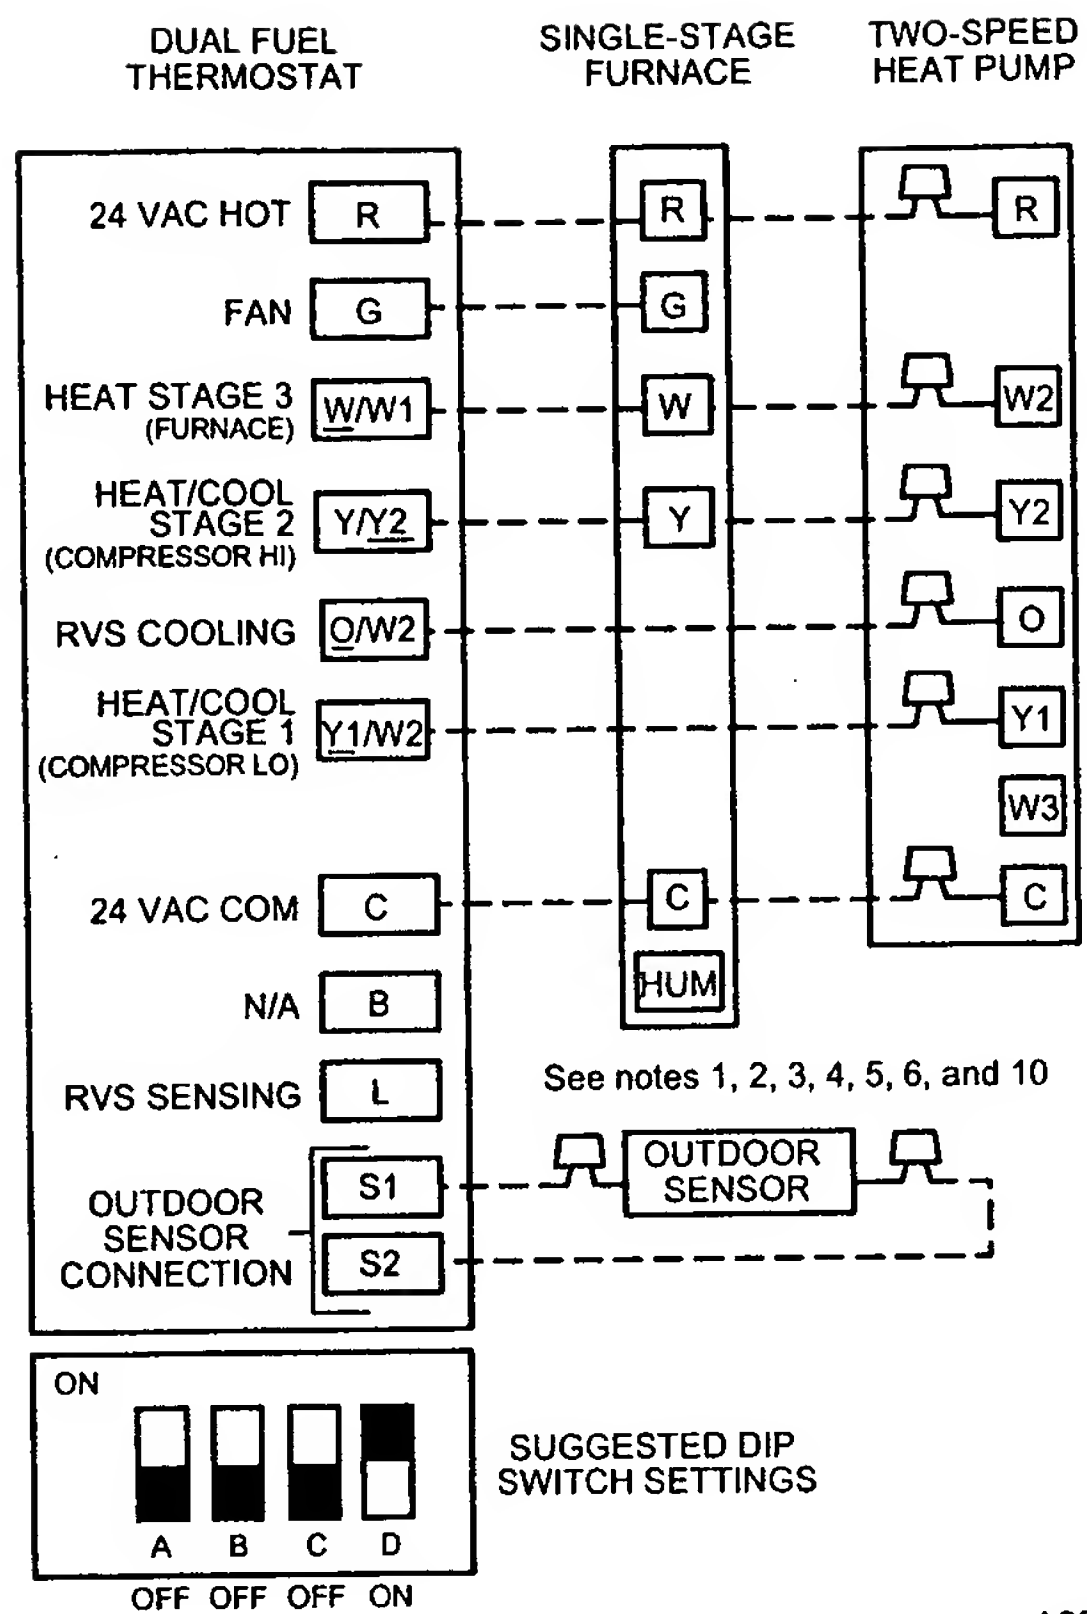 DUAL FUEL
THERMOSTAT
SINGLE-STAGE
FURNACE
TWO-SPEED
HEAT PUMP
24 VAC HOT R R R
FAN G G
HEAT STAGE 3
(FURNACE)
W/W1 W W2
HEAT/COOL
STAGE 2
(COMPRESSOR HI)
Y/Y2 Y Y2
RVS COOLING O/W2 O
HEAT/COOL
STAGE 1
(COMPRESSOR LO)
Y1/W2 Y1
W3
24 VAC COM C C C
N/A B HUM
RVS SENSING L
See notes 1, 2, 3, 4, 5, 6, and 10
OUTDOOR
SENSOR
CONNECTION
S1
S2
OUTDOOR
SENSOR
ON
A B C D
OFF OFF OFF ON
SUGGESTED DIP
SWITCH SETTINGS